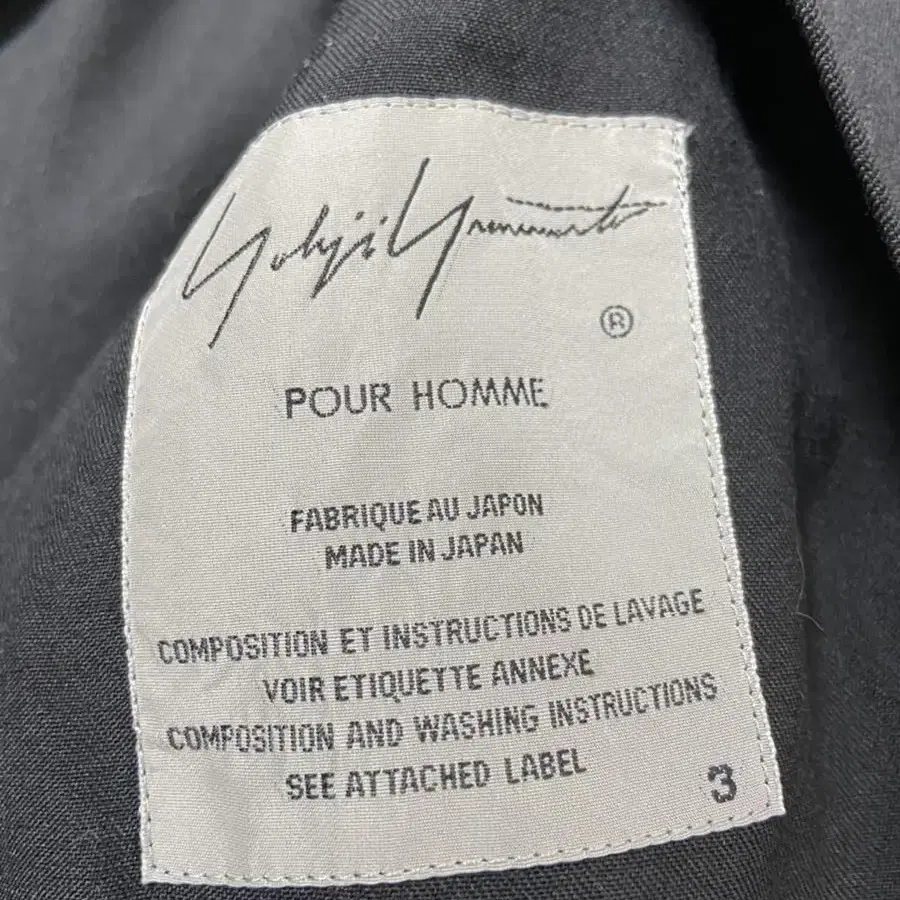 Yohji Yamamoto
®
POUR HOMME
FABRIQUE AU JAPON
MADE IN JAPAN
COMPOSITION ET INSTRUCTIONS DE LAVAGE
VOIR ETIQUETTE ANNEXE
COMPOSITION AND WASHING INSTRUCTIONS
SEE ATTACHED LABEL
3